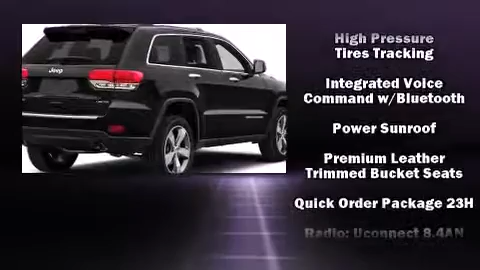 Jeep
High Pressure
Tires Tracking
Integrated Voice
Command w/Bluetooth
Power Sunroof
Premium Leather
Trimmed Bucket Seats
Quick Order Package 23H
Radio: Uconnect 8.4AN